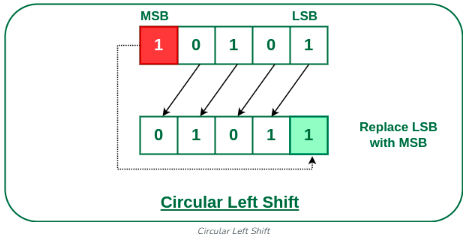 MSB LSB
1 0 1 0 1
0 1 0 1 1
Replace LSB
with MSB
Circular Left Shift
Circular Left Shift